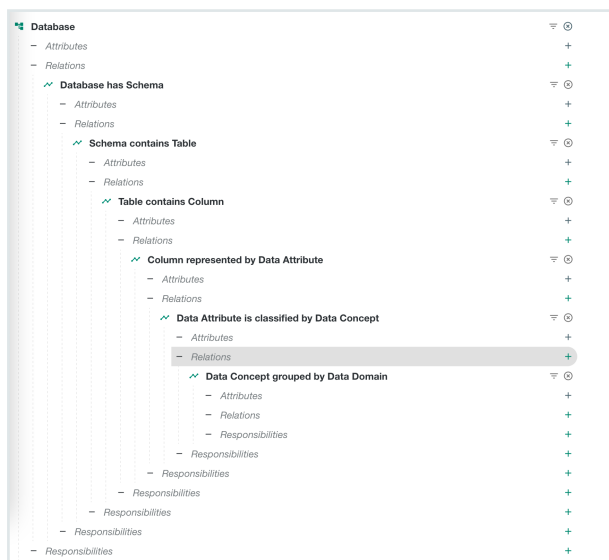 Database
Attributes
Relations
Database has Schema
Attributes
Relations
Schema contains Table
Attributes
Relations
Table contains Column
Attributes
Relations
Column represented by Data Attribute
Attributes
Relations
Data Attribute is classified by Data Concept
Attributes
Relations
Data Concept grouped by Data Domain
Attributes
Relations
Responsibilities
Responsibilities
Responsibilities
Responsibilities
Responsibilities
Responsibilities
Responsibilities